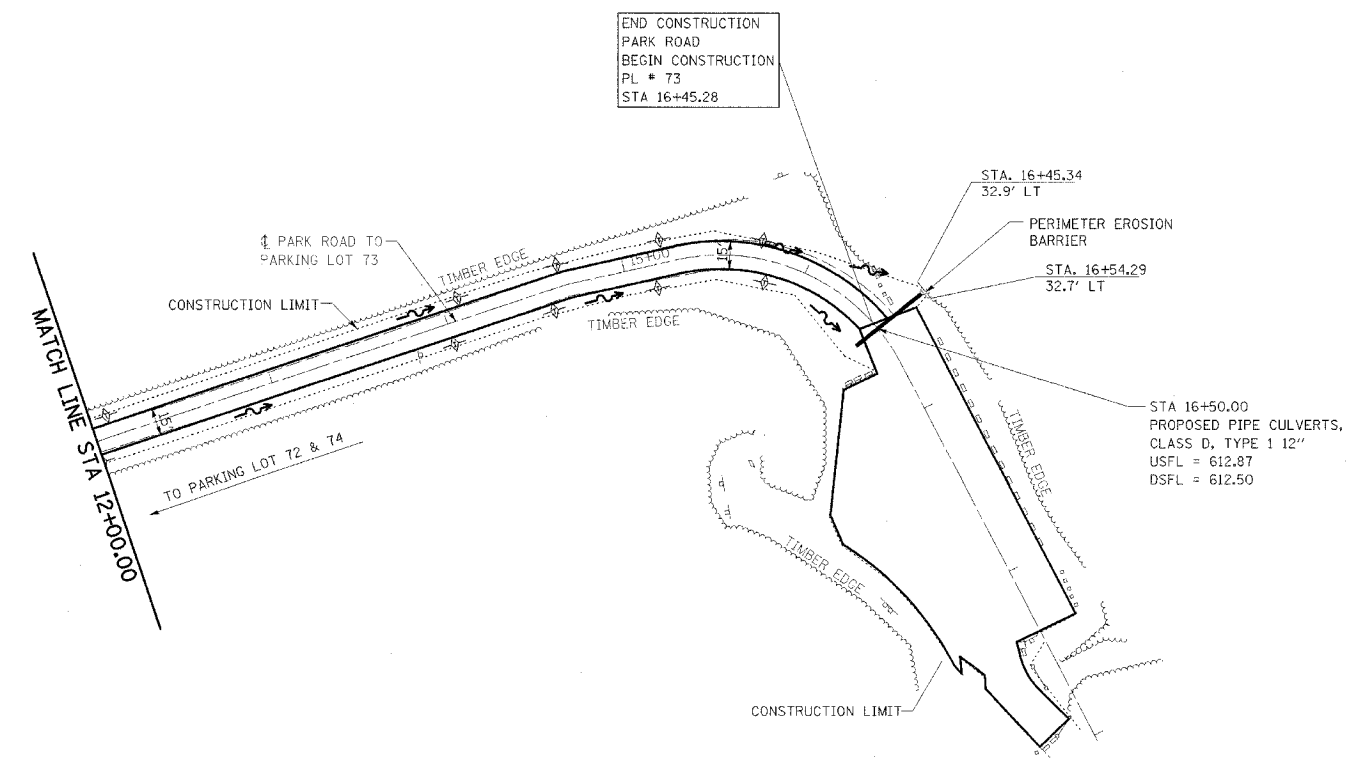 END CONSTRUCTION
PARK ROAD
BEGIN CONSTRUCTION
PL # 73
STA 16+45.28
STA. 16+45.34
32.9' LT
PERIMETER EROSION
BARRIER
STA. 16+54.29
32.7' LT
℄ PARK ROAD TO
PARKING LOT 73
TIMBER EDGE
15+00
15'
CONSTRUCTION LIMIT
TIMBER EDGE
MATCH LINE STA 12+00.00
15'
TO PARKING LOT 72 & 74
STA 16+50.00
PROPOSED PIPE CULVERTS,
CLASS D, TYPE 1 12"
USFL = 612.87
DSFL = 612.50
TIMBER EDGE
TIMBER EDGE
CONSTRUCTION LIMIT